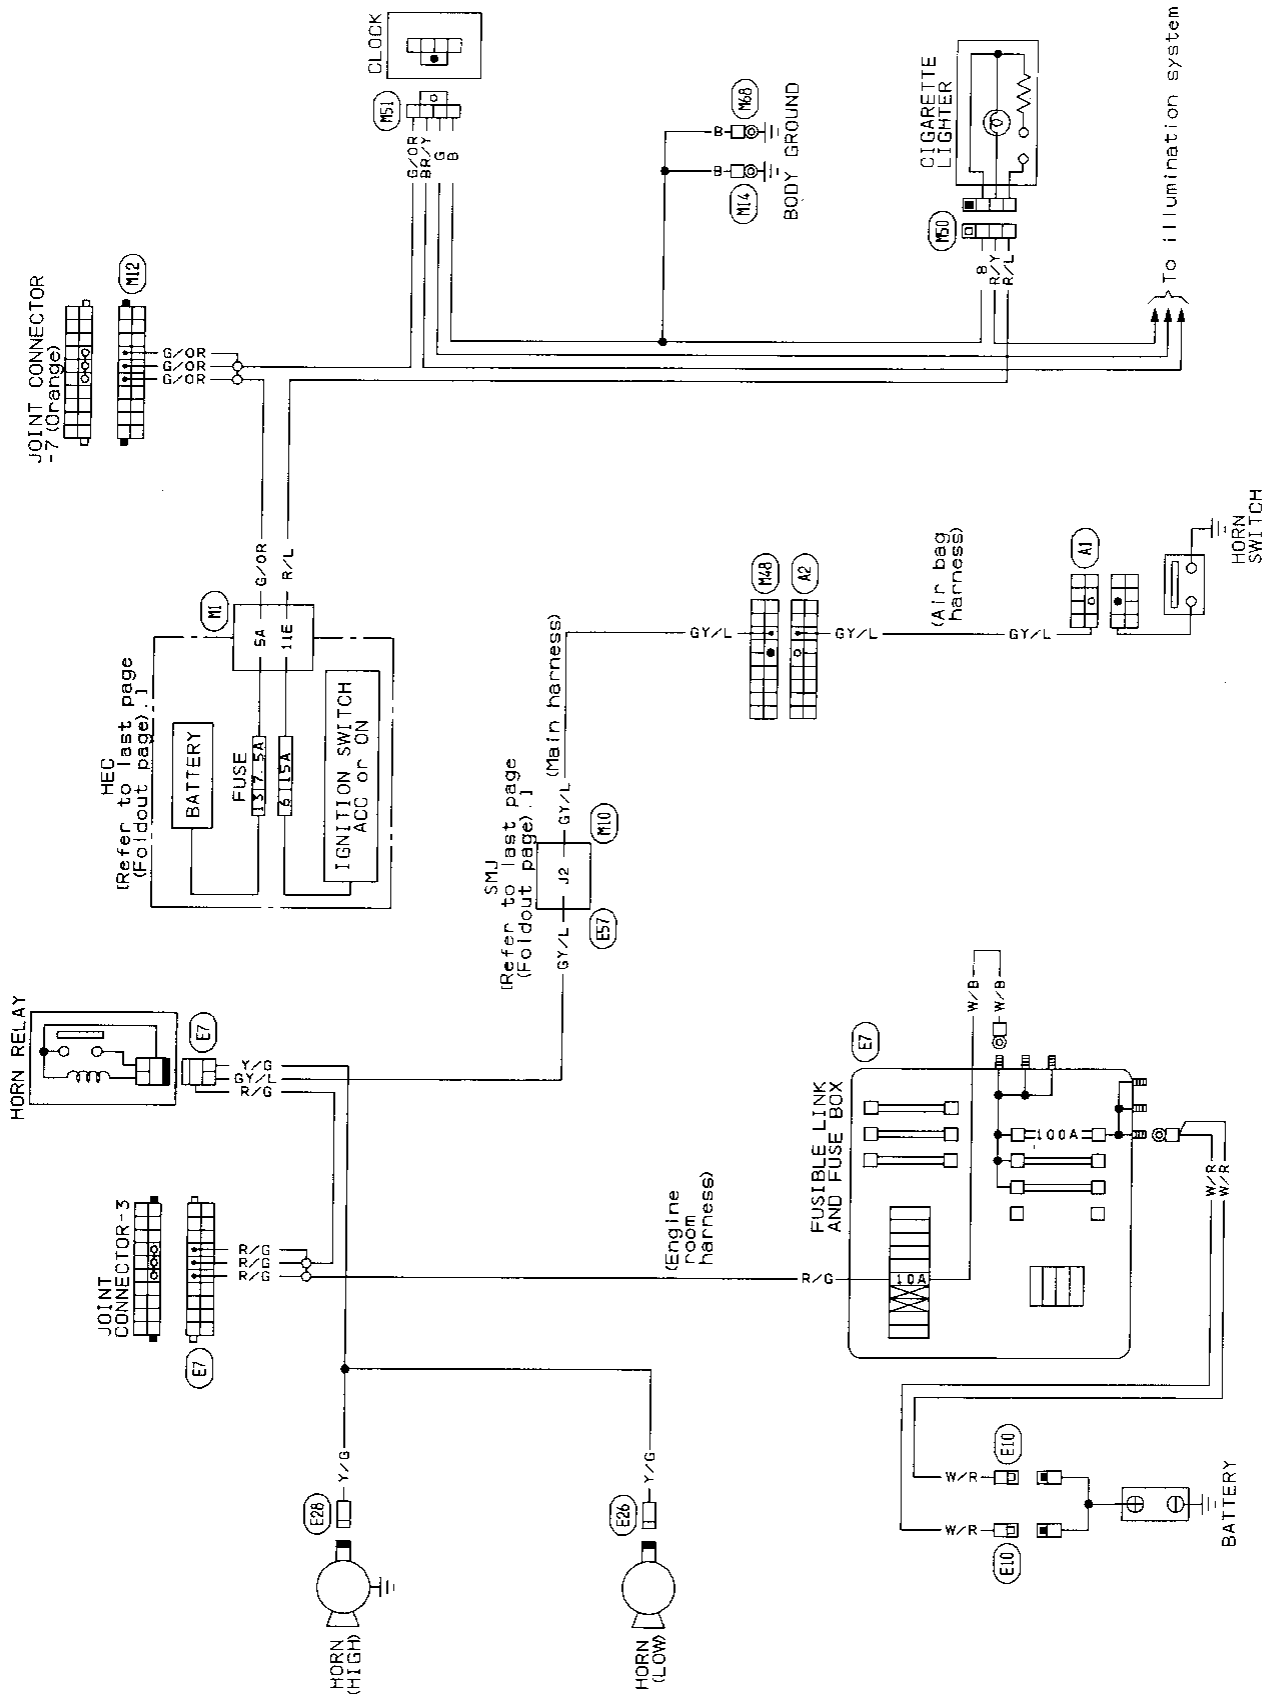 CLOCK
M51
G/OR
BR/Y
G
B
B
M68
B
M14
BODY GROUND
CIGARETTE
LIGHTER
M50
B
R/Y
R/L
To illumination system
JOINT CONNECTOR
-7 (Orange)
M12
G/OR
G/OR
G/OR
HEC
[Refer to last page
(Foldout page).]
M1
5A
11E
G/OR
R/L
BATTERY
FUSE
13 7.5A
6 15A
IGNITION SWITCH
ACC or ON
SMJ
[Refer to last page
(Foldout page).]
E57
GY/L
J2
GY/L
M10
(Main harness)
GY/L
M48
A2
GY/L
(Air bag
harness)
GY/L
A1
HORN
SWITCH
HORN RELAY
E7
Y/G
GY/L
R/G
JOINT
CONNECTOR-3
E7
R/G
R/G
R/G
(Engine
room
harness)
R/G
FUSIBLE LINK
AND FUSE BOX
E7
10A
100A
W/B
W/B
W/R
W/R
W/R
E10
W/R
E10
BATTERY
HORN
(HIGH)
E28
Y/G
HORN
(LOW)
E26
Y/G